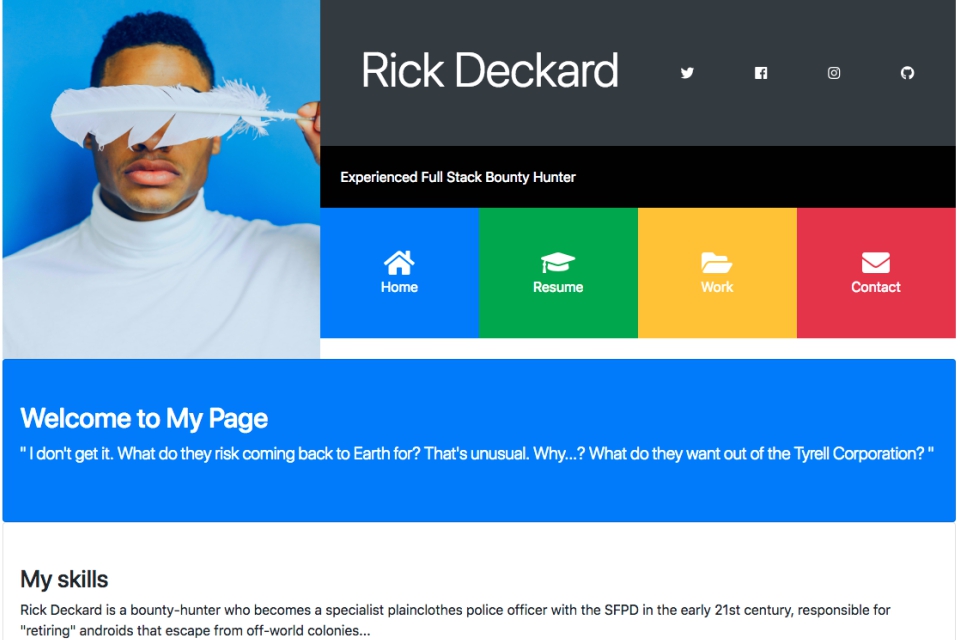 Rick Deckard
Experienced Full Stack Bounty Hunter
Home
Resume
Work
Contact
Welcome to My Page
" I don't get it. What do they risk coming back to Earth for? That's unusual. Why...? What do they want out of the Tyrell Corporation? "
My skills
Rick Deckard is a bounty-hunter who becomes a specialist plainclothes police officer with the SFPD in the early 21st century, responsible for
"retiring" androids that escape from off-world colonies...